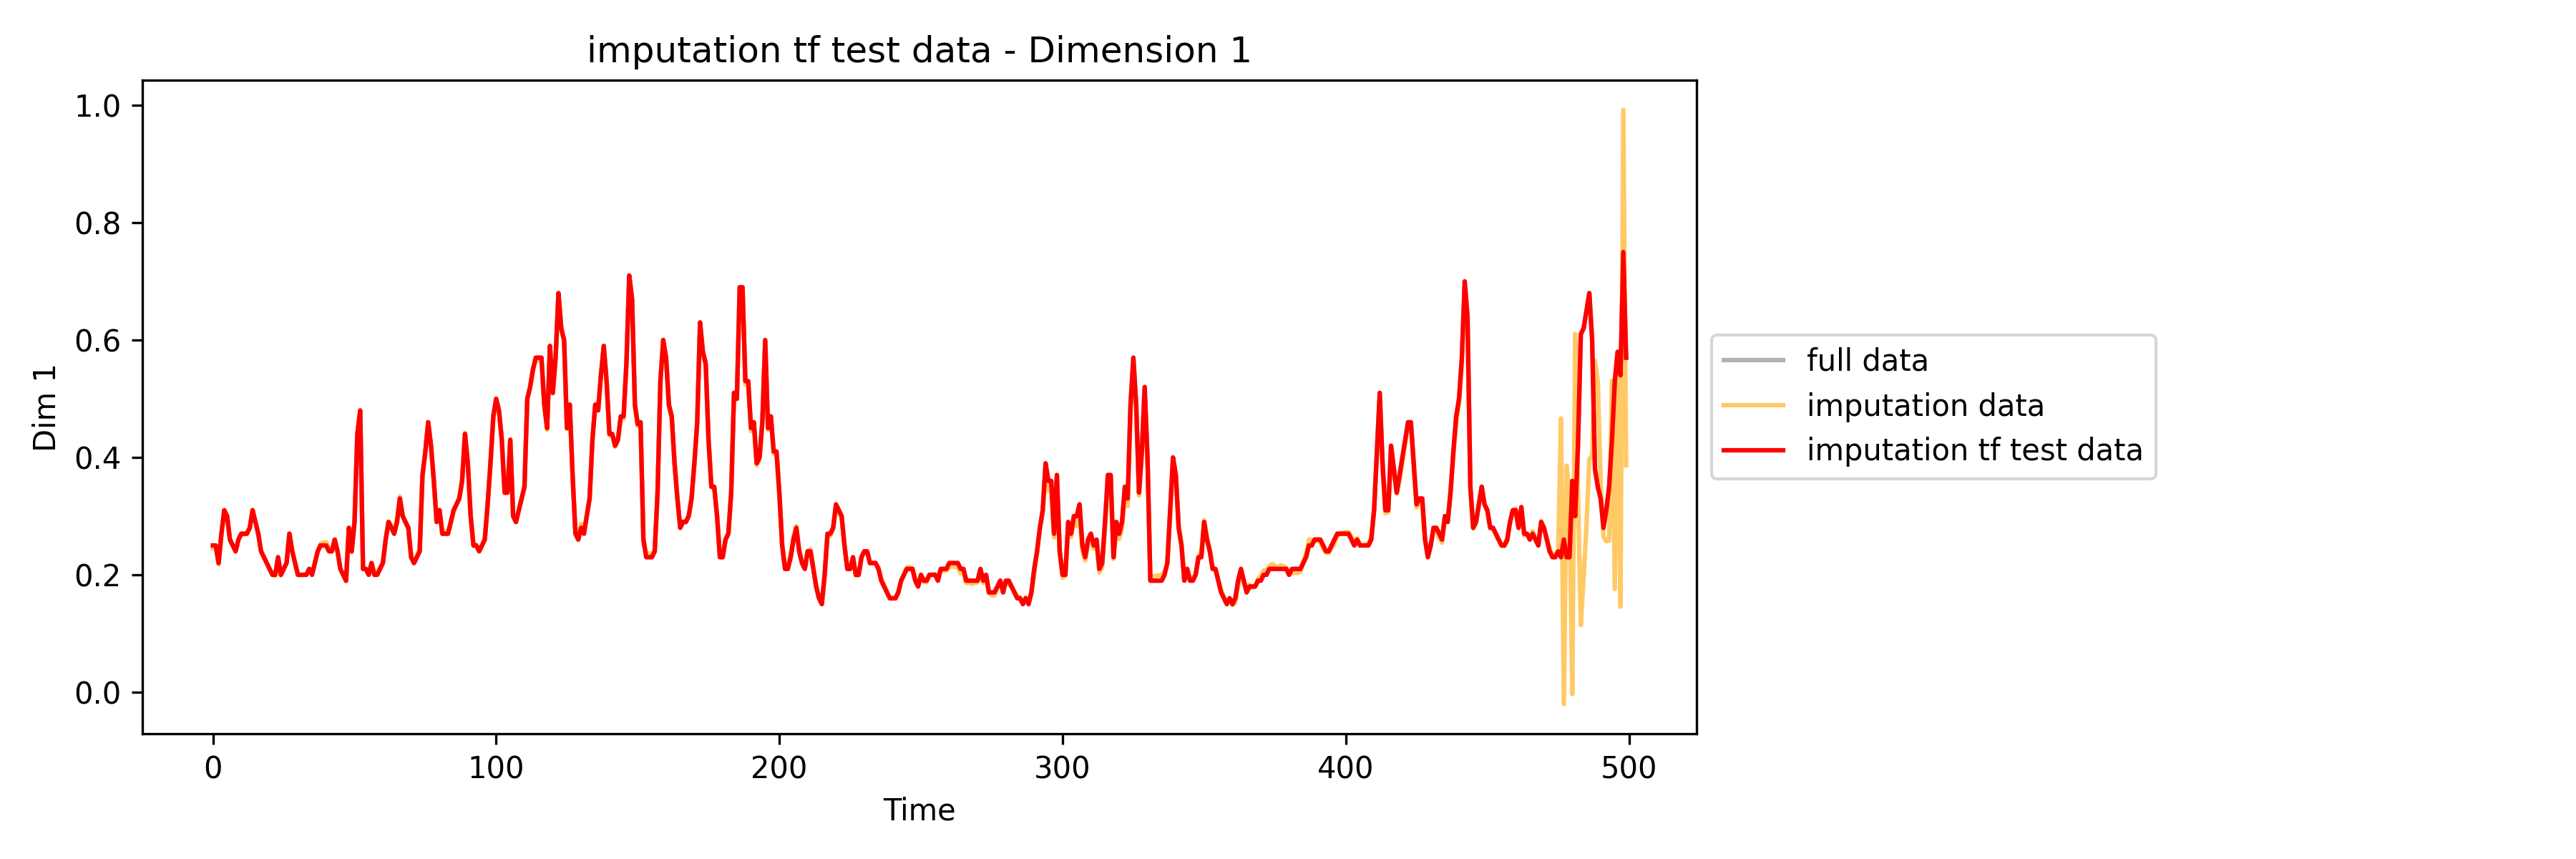 imputation tf test data - Dimension 1
1.0
0.8
0.6
0.4
0.2
0.0
Dim 1
0 100 200 300 400 500
Time
full data
imputation data
imputation tf test data